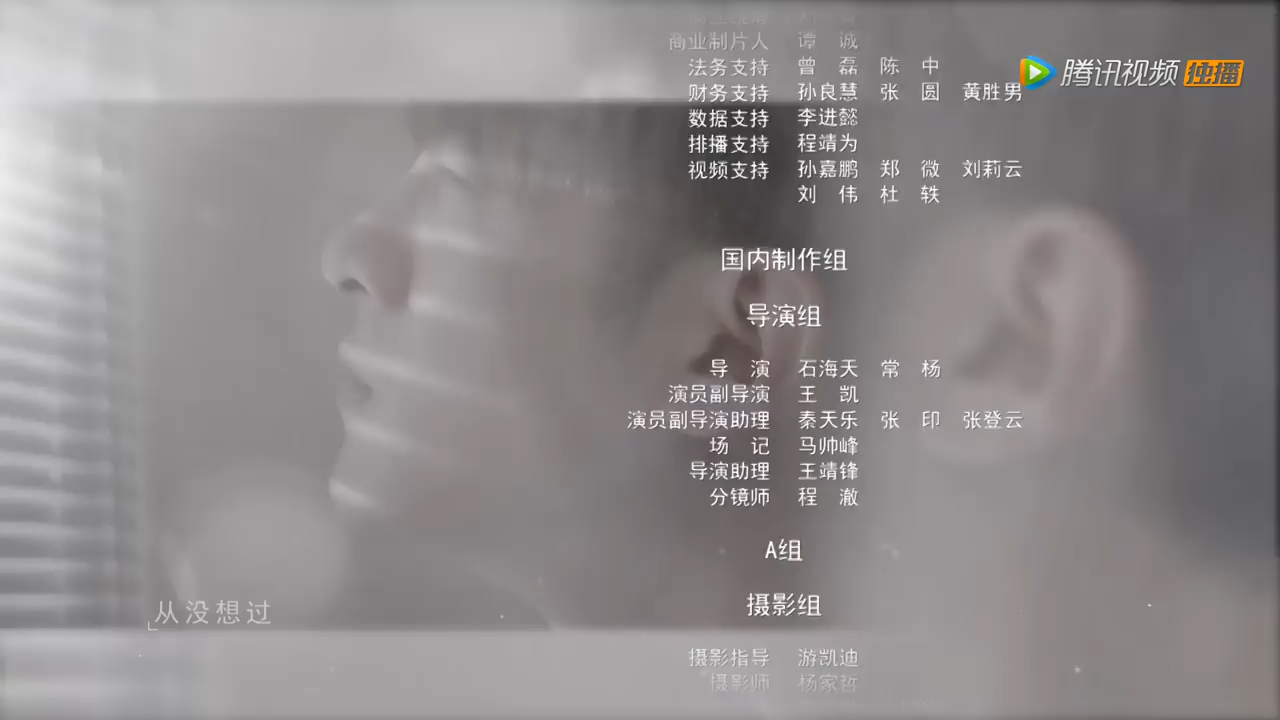 商业制片人 谭 诚
法务支持 曾 磊 陈 中
财务支持 孙良慧 张 圆 黄胜男
数据支持 李进懿
排播支持 程靖为
视频支持 孙嘉鹏 郑 微 刘莉云
刘 伟 杜 轶
腾讯视频 独播
国内制作组
导演组
导 演 石海天 常 杨
演员副导演 王 凯
演员副导演助理 秦天乐 张 印 张登云
场 记 马帅峰
导演助理 王靖锋
分镜师 程 澈
A组
摄影组
从没想过
摄影指导 游凯迪
摄影师 杨家哲